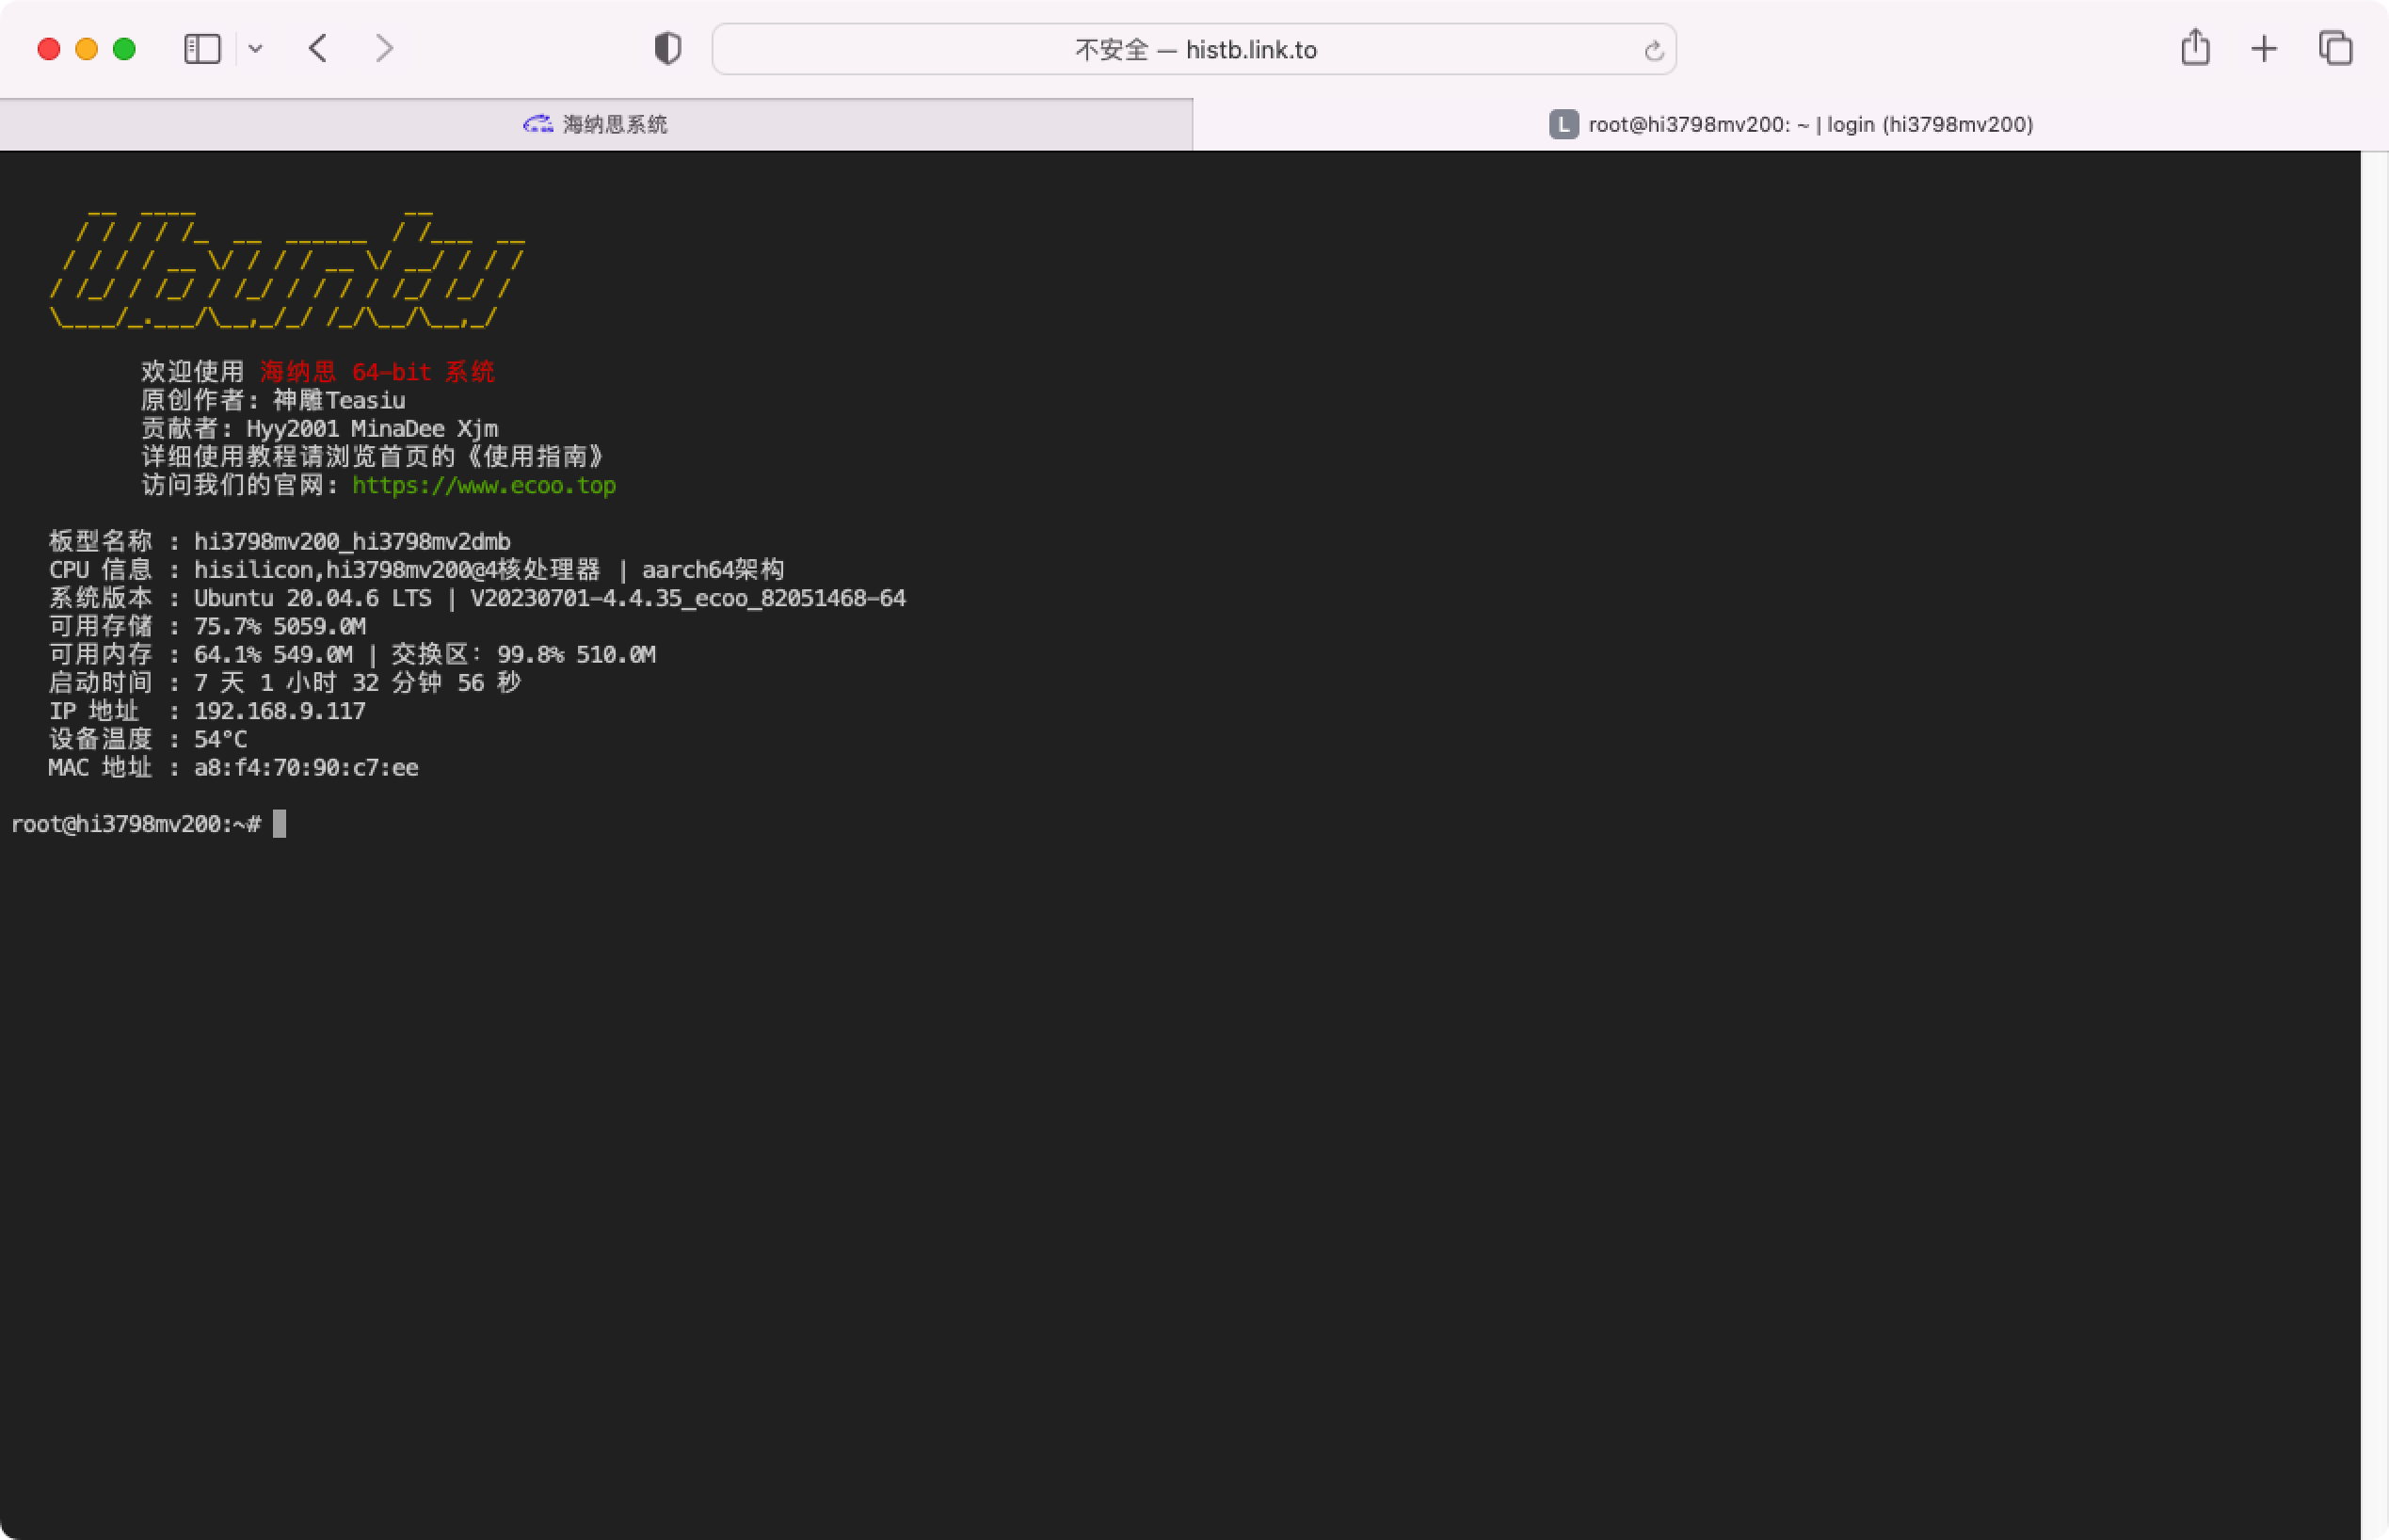 不安全 — histb.link.to
海纳思系统
L root@hi3798mv200: ~ | login (hi3798mv200)
Ubuntu
欢迎使用 海纳思 64-bit 系统
原创作者: 神雕Teasiu
贡献者: Hyy2001 MinaDee Xjm
详细使用教程请浏览首页的《使用指南》
访问我们的官网: https://www.ecoo.top
板型名称 : hi3798mv200_hi3798mv2dmb
CPU 信息 : hisilicon,hi3798mv200@4核处理器 | aarch64架构
系统版本 : Ubuntu 20.04.6 LTS | V20230701-4.4.35_ecoo_82051468-64
可用存储 : 75.7% 5059.0M
可用内存 : 64.1% 549.0M | 交换区: 99.8% 510.0M
启动时间 : 7 天 1 小时 32 分钟 56 秒
IP 地址 : 192.168.9.117
设备温度 : 54°C
MAC 地址 : a8:f4:70:90:c7:ee
root@hi3798mv200:~#